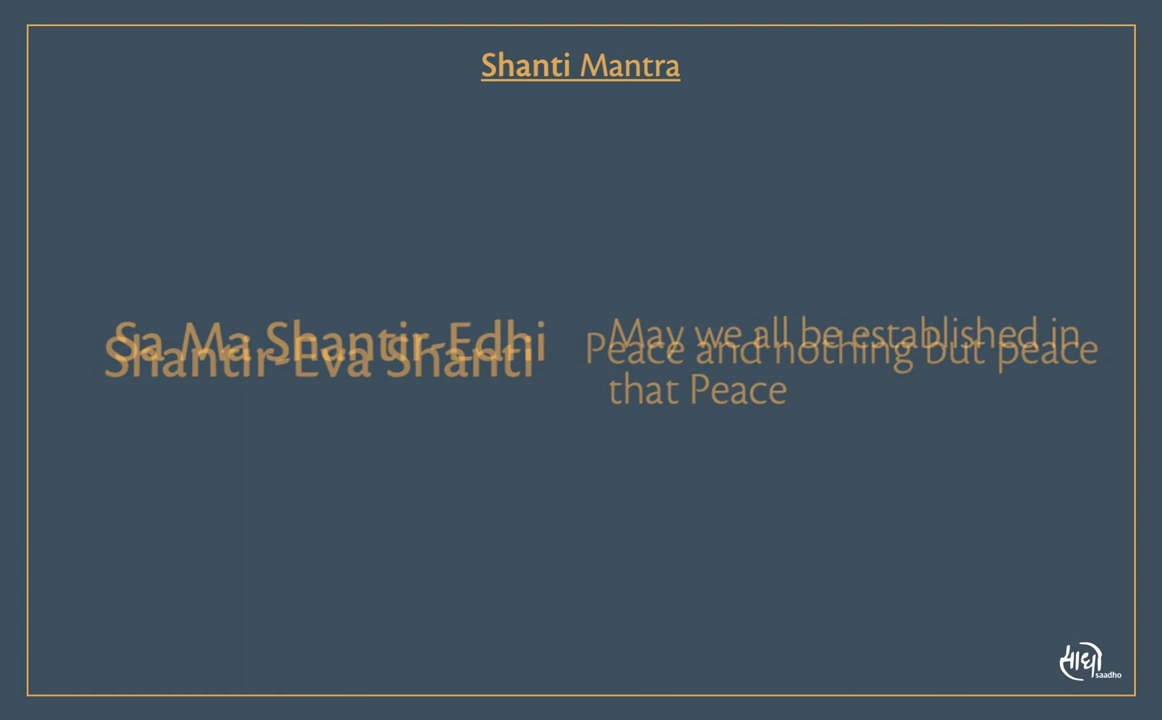 Shanti Mantra
Sa Ma Shantir-Edhi
Shantir-Eva Shanti
May we all be established in
that Peace
Peace and nothing but peace
साधो
saadho